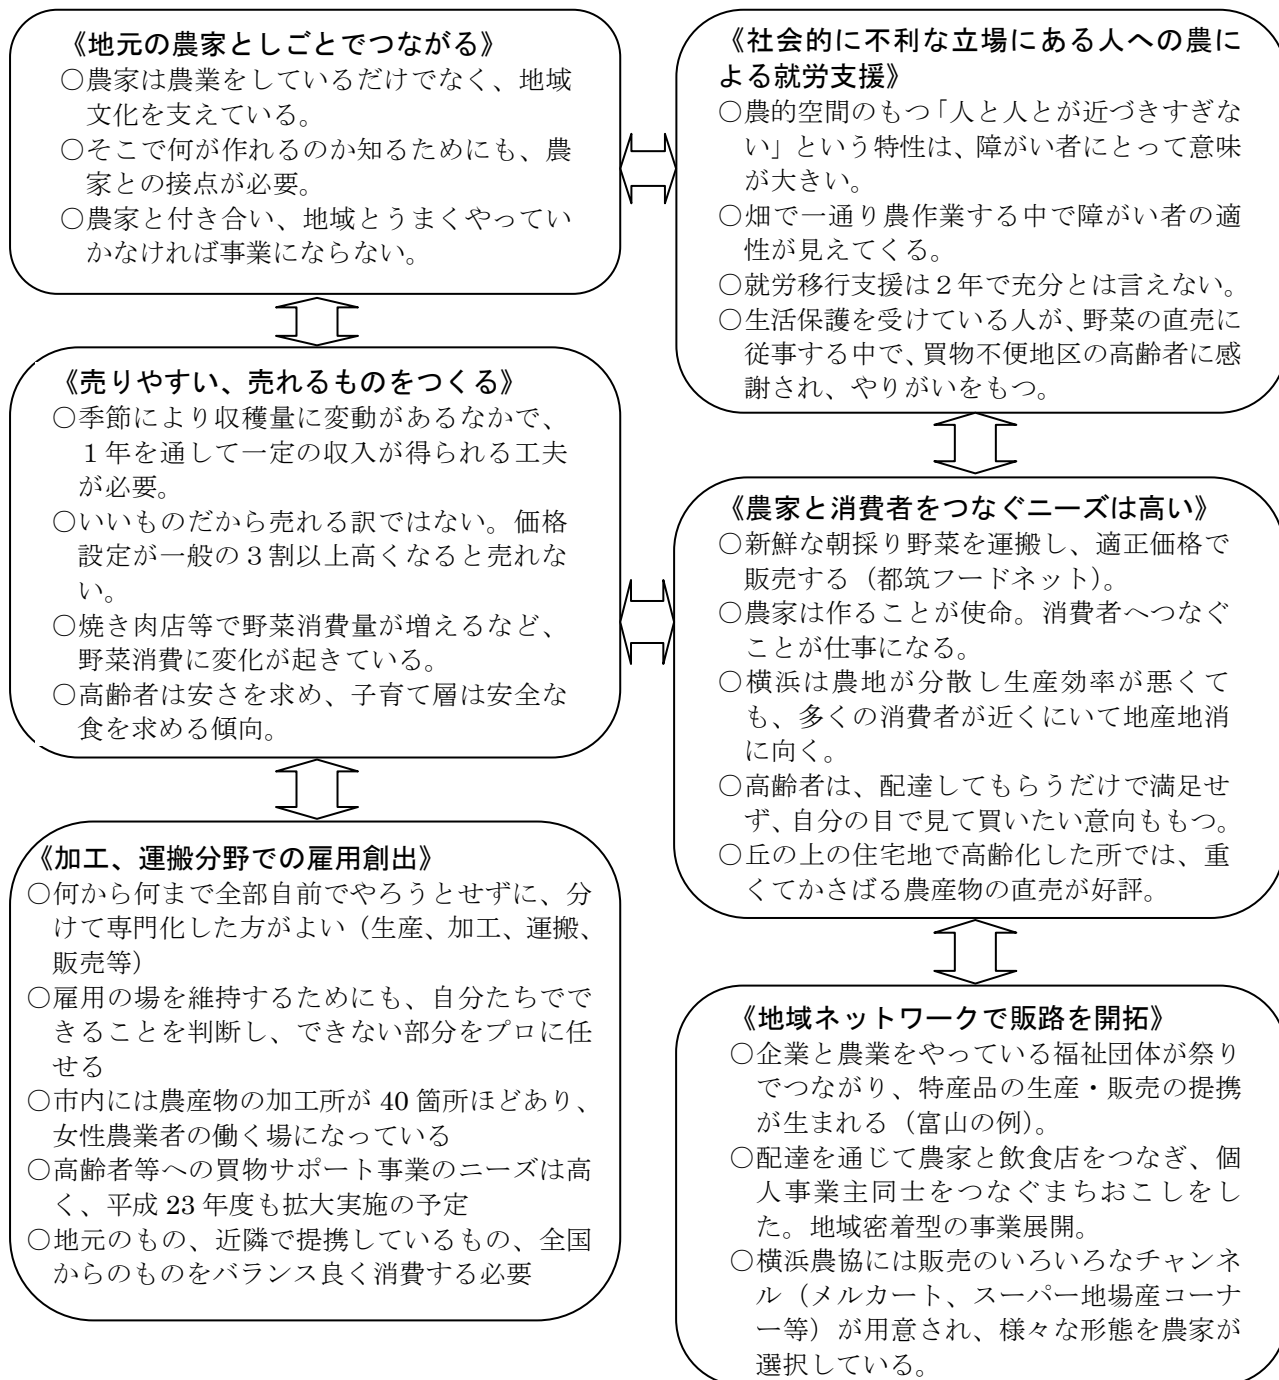 《地元の農家としごとでつながる》
○農家は農業をしているだけでなく、地域
文化を支えている。
○そこで何が作れるのか知るためにも、農
家との接点が必要。
○農家と付き合い、地域とうまくやってい
かなければ事業にならない。
《売りやすい、売れるものをつくる》
○季節により収穫量に変動があるなかで、
１年を通して一定の収入が得られる工夫
が必要。
○いいものだから売れる訳ではない。価格
設定が一般の３割以上高くなると売れな
い。
○焼き肉店等で野菜消費量が増えるなど、
野菜消費に変化が起きている。
○高齢者は安さを求め、子育て層は安全な
食を求める傾向。
《加工、運搬分野での雇用創出》
○何から何まで全部自前でやろうとせずに、分
けて専門化した方がよい（生産、加工、運搬、
販売等）
○雇用の場を維持するためにも、自分たちでで
きることを判断し、できない部分をプロに任
せる
○市内には農産物の加工所が 40 箇所ほどあり、
女性農業者の働く場になっている
○高齢者等への買物サポート事業のニーズは高
く、平成 23 年度も拡大実施の予定
○地元のもの、近隣で提携しているもの、全国
からのものをバランス良く消費する必要
《社会的に不利な立場にある人への農に
よる就労支援》
○農的空間のもつ「人と人とが近づきすぎな
い」という特性は、障がい者にとって意味
が大きい。
○畑で一通り農作業する中で障がい者の適
性が見えてくる。
○就労移行支援は２年で充分とは言えない。
○生活保護を受けている人が、野菜の直売に
従事する中で、買物不便地区の高齢者に感
謝され、やりがいをもつ。
《農家と消費者をつなぐニーズは高い》
○新鮮な朝採り野菜を運搬し、適正価格で
販売する（都筑フードネット）。
○農家は作ることが使命。消費者へつなぐ
ことが仕事になる。
○横浜は農地が分散し生産効率が悪くて
も、多くの消費者が近くにいて地産地消
に向く。
○高齢者は、配達してもらうだけで満足せ
ず、自分の目で見て買いたい意向ももつ。
○丘の上の住宅地で高齢化した所では、重
くてかさばる農産物の直売が好評。
《地域ネットワークで販路を開拓》
○企業と農業をやっている福祉団体が祭り
でつながり、特産品の生産・販売の提携
が生まれる（富山の例）。
○配達を通じて農家と飲食店をつなぎ、個
人事業主同士をつなぐまちおこしをし
た。地域密着型の事業展開。
○横浜農協には販売のいろいろなチャンネ
ル（メルカート、スーパー地場産コーナ
ー等）が用意され、様々な形態を農家が
選択している。